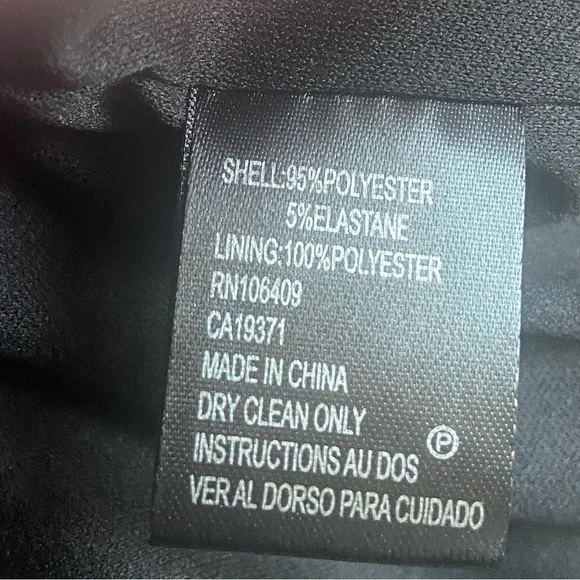 SHELL:95%POLYESTER
5%ELASTANE
LINING:100%POLYESTER
RN106409
CA19371
MADE IN CHINA
DRY CLEAN ONLY
P
INSTRUCTIONS AU DOS
VER AL DORSO PARA CUIDADO